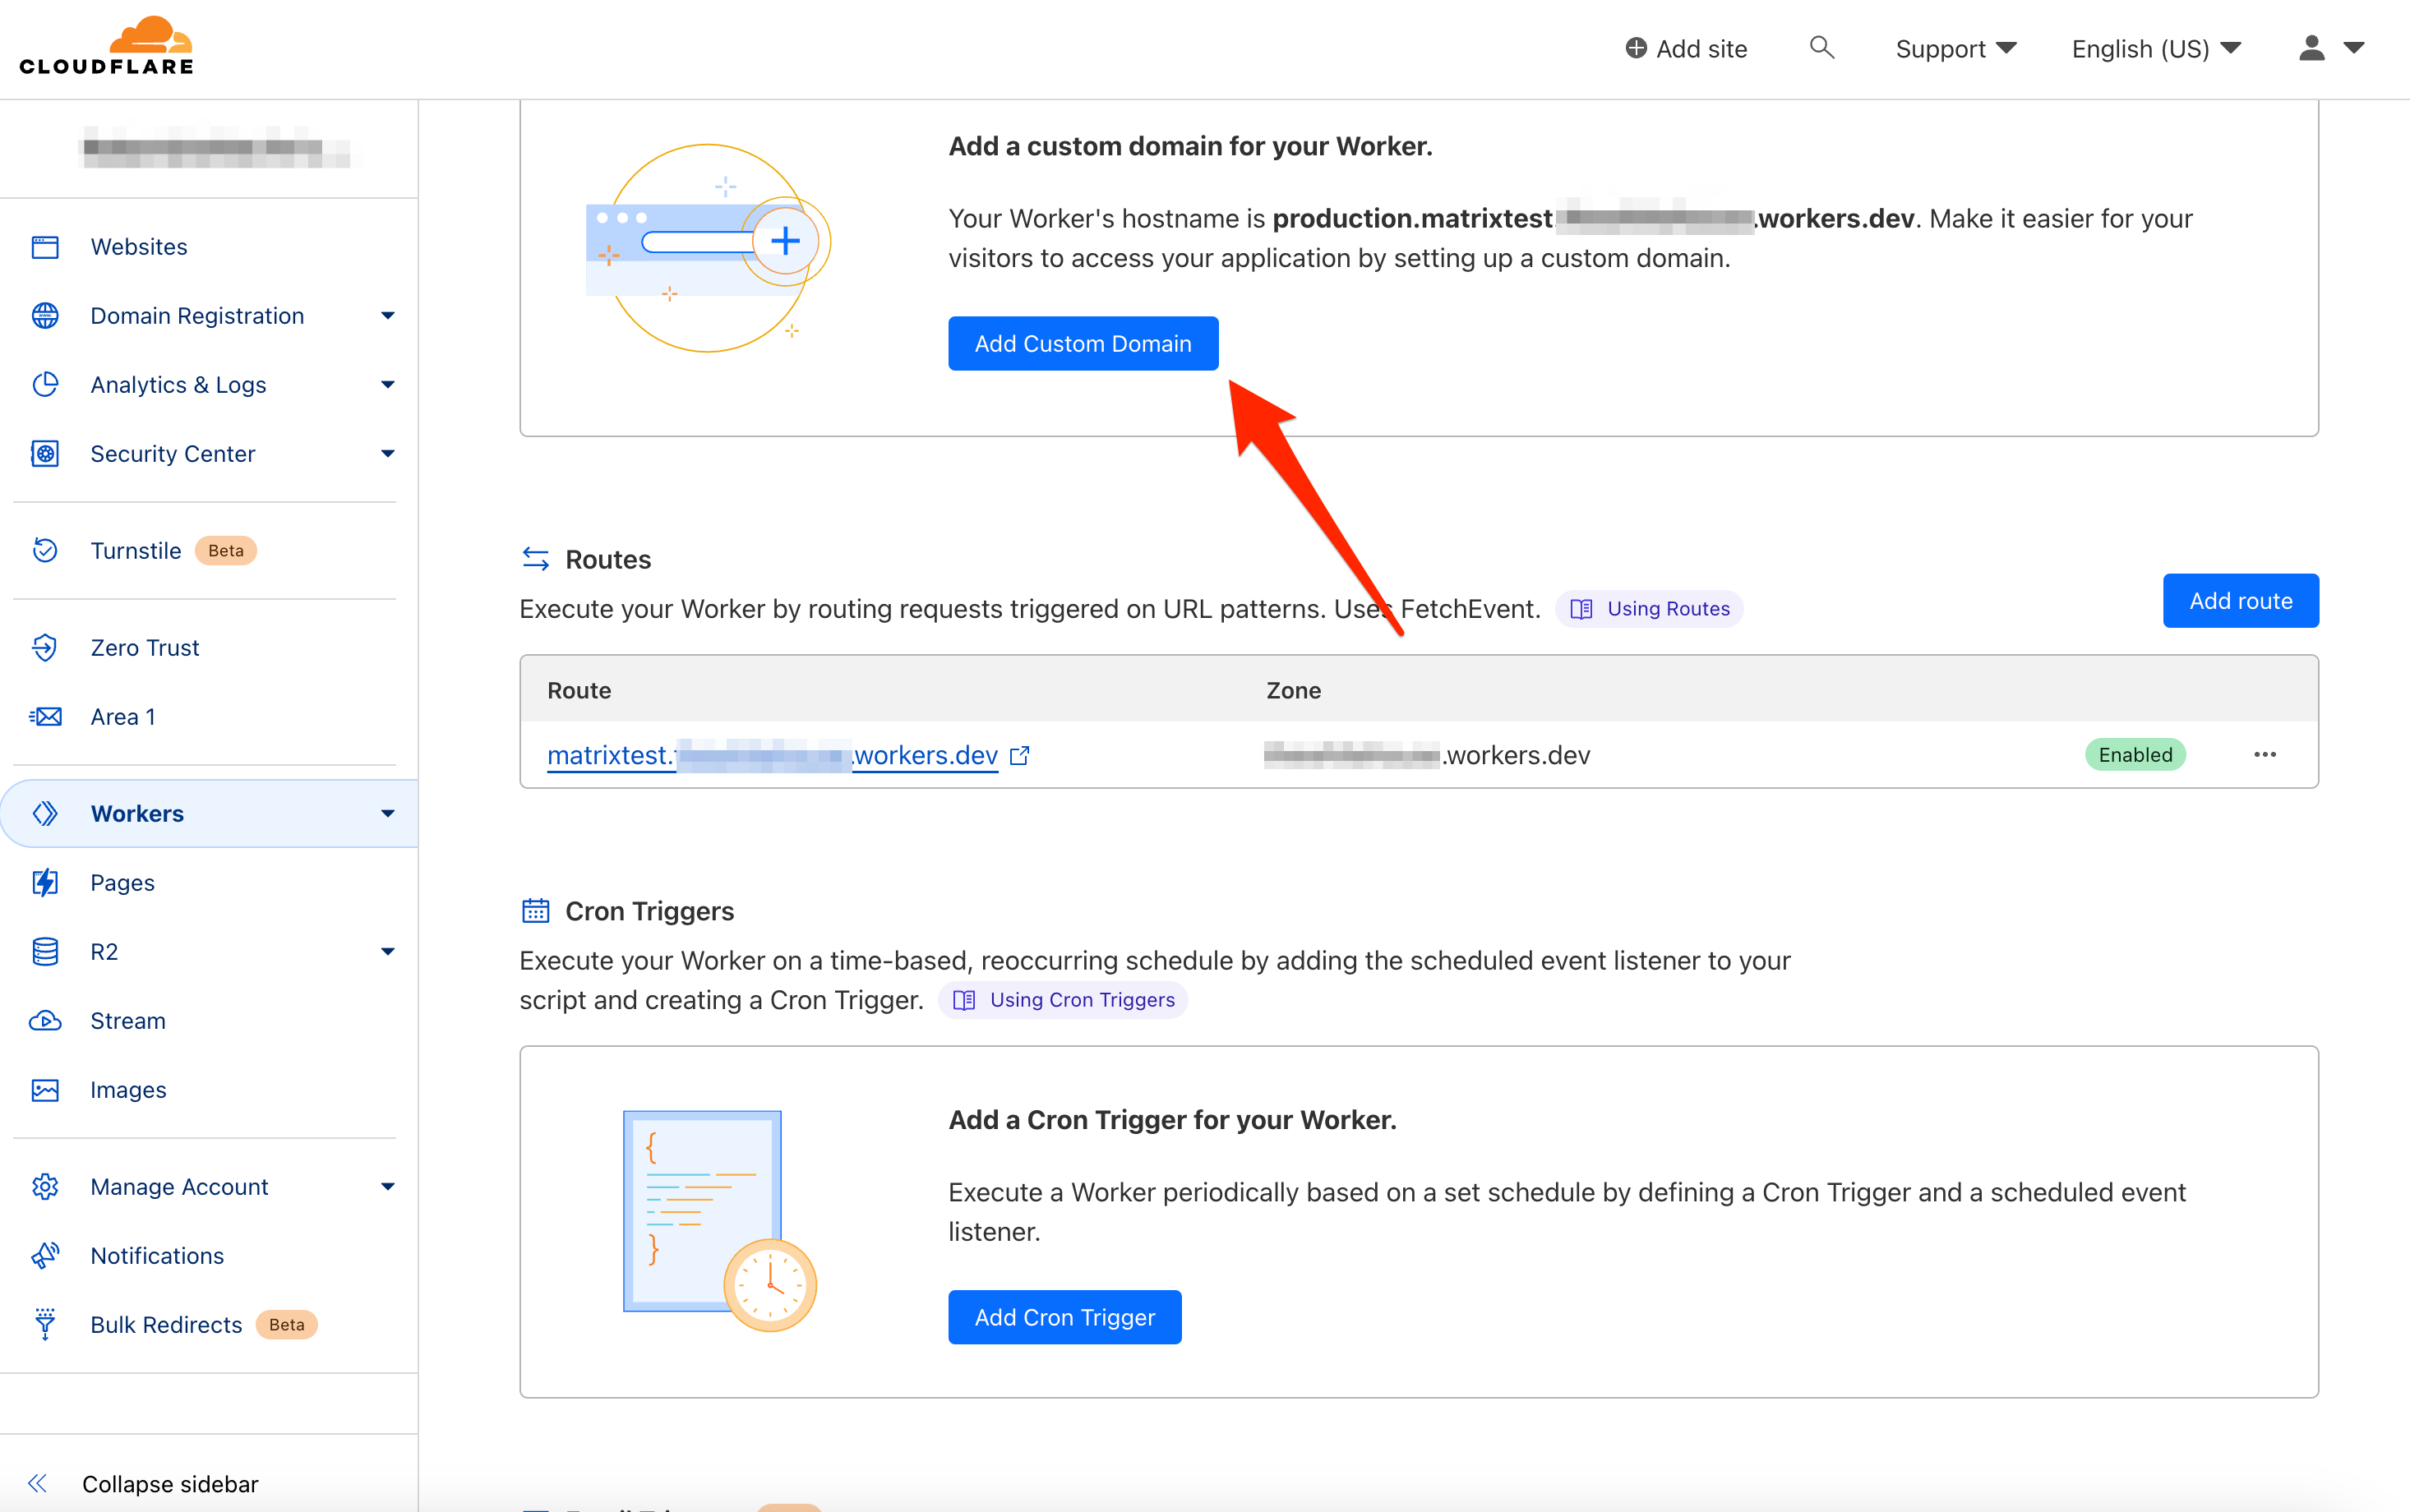 CLOUDFLARE
Add site
Support
English (US)
Websites
Domain Registration
Analytics & Logs
Security Center
Turnstile Beta
Zero Trust
Area 1
Workers
Pages
R2
Stream
Images
Manage Account
Notifications
Bulk Redirects Beta
Collapse sidebar
Add a custom domain for your Worker.
Your Worker's hostname is production.matrixtest. .workers.dev. Make it easier for your
visitors to access your application by setting up a custom domain.
Add Custom Domain
Routes
Execute your Worker by routing requests triggered on URL patterns. Uses FetchEvent. Using Routes
Add route
Route Zone
matrixtest. .workers.dev .workers.dev Enabled
Cron Triggers
Execute your Worker on a time-based, reoccurring schedule by adding the scheduled event listener to your
script and creating a Cron Trigger. Using Cron Triggers
{
}
Add a Cron Trigger for your Worker.
Execute a Worker periodically based on a set schedule by defining a Cron Trigger and a scheduled event
listener.
Add Cron Trigger